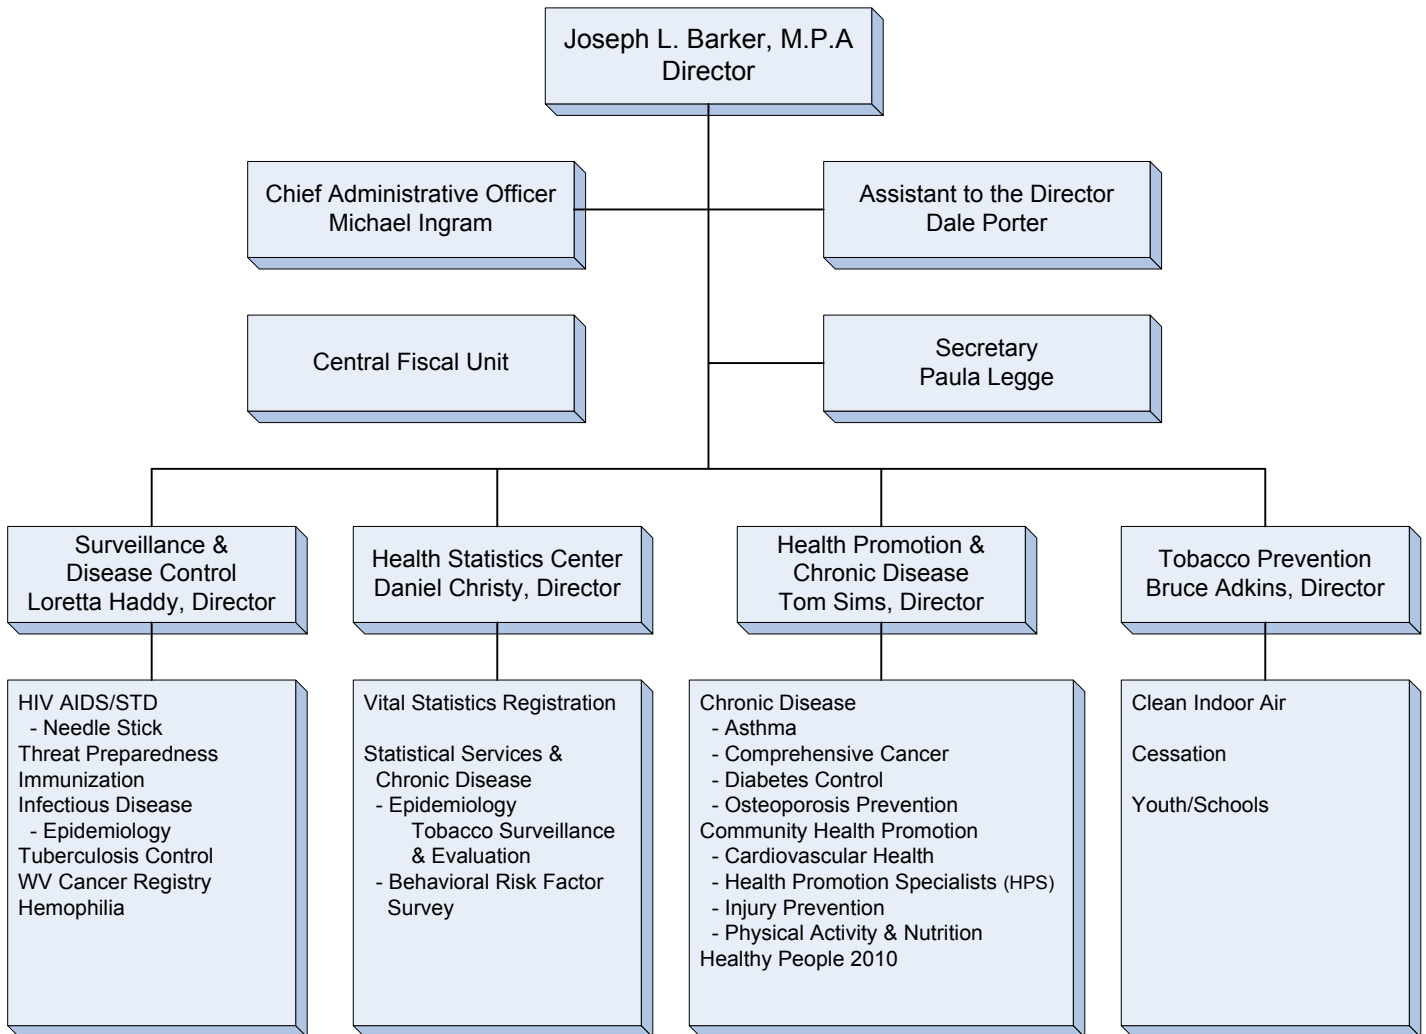 Joseph L. Barker, M.P.A
Director
Chief Administrative Officer
Michael Ingram
Assistant to the Director
Dale Porter
Central Fiscal Unit
Secretary
Paula Legge
Surveillance &
Disease Control
Loretta Haddy, Director
Health Statistics Center
Daniel Christy, Director
Health Promotion &
Chronic Disease
Tom Sims, Director
Tobacco Prevention
Bruce Adkins, Director
HIV AIDS/STD
- Needle Stick
Threat Preparedness
Immunization
Infectious Disease
- Epidemiology
Tuberculosis Control
WV Cancer Registry
Hemophilia
Vital Statistics Registration
Statistical Services &
Chronic Disease
- Epidemiology
Tobacco Surveillance
& Evaluation
- Behavioral Risk Factor
Survey
Chronic Disease
- Asthma
- Comprehensive Cancer
- Diabetes Control
- Osteoporosis Prevention
Community Health Promotion
- Cardiovascular Health
- Health Promotion Specialists (HPS)
- Injury Prevention
- Physical Activity & Nutrition
Healthy People 2010
Clean Indoor Air
Cessation
Youth/Schools